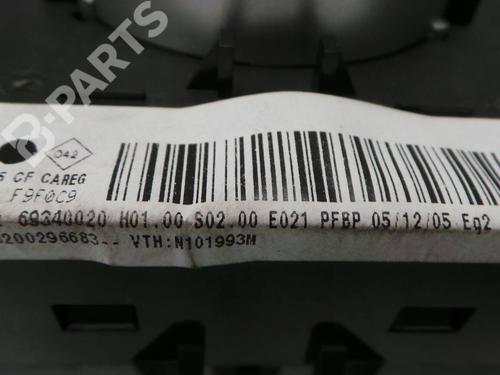 B-PARTS
042
5 CF CAREG
F9F0C9
69340020 H01.00 S02.00 E021 PFBP 05/12/05 Eq2
8200296683-- VTH:N101993M